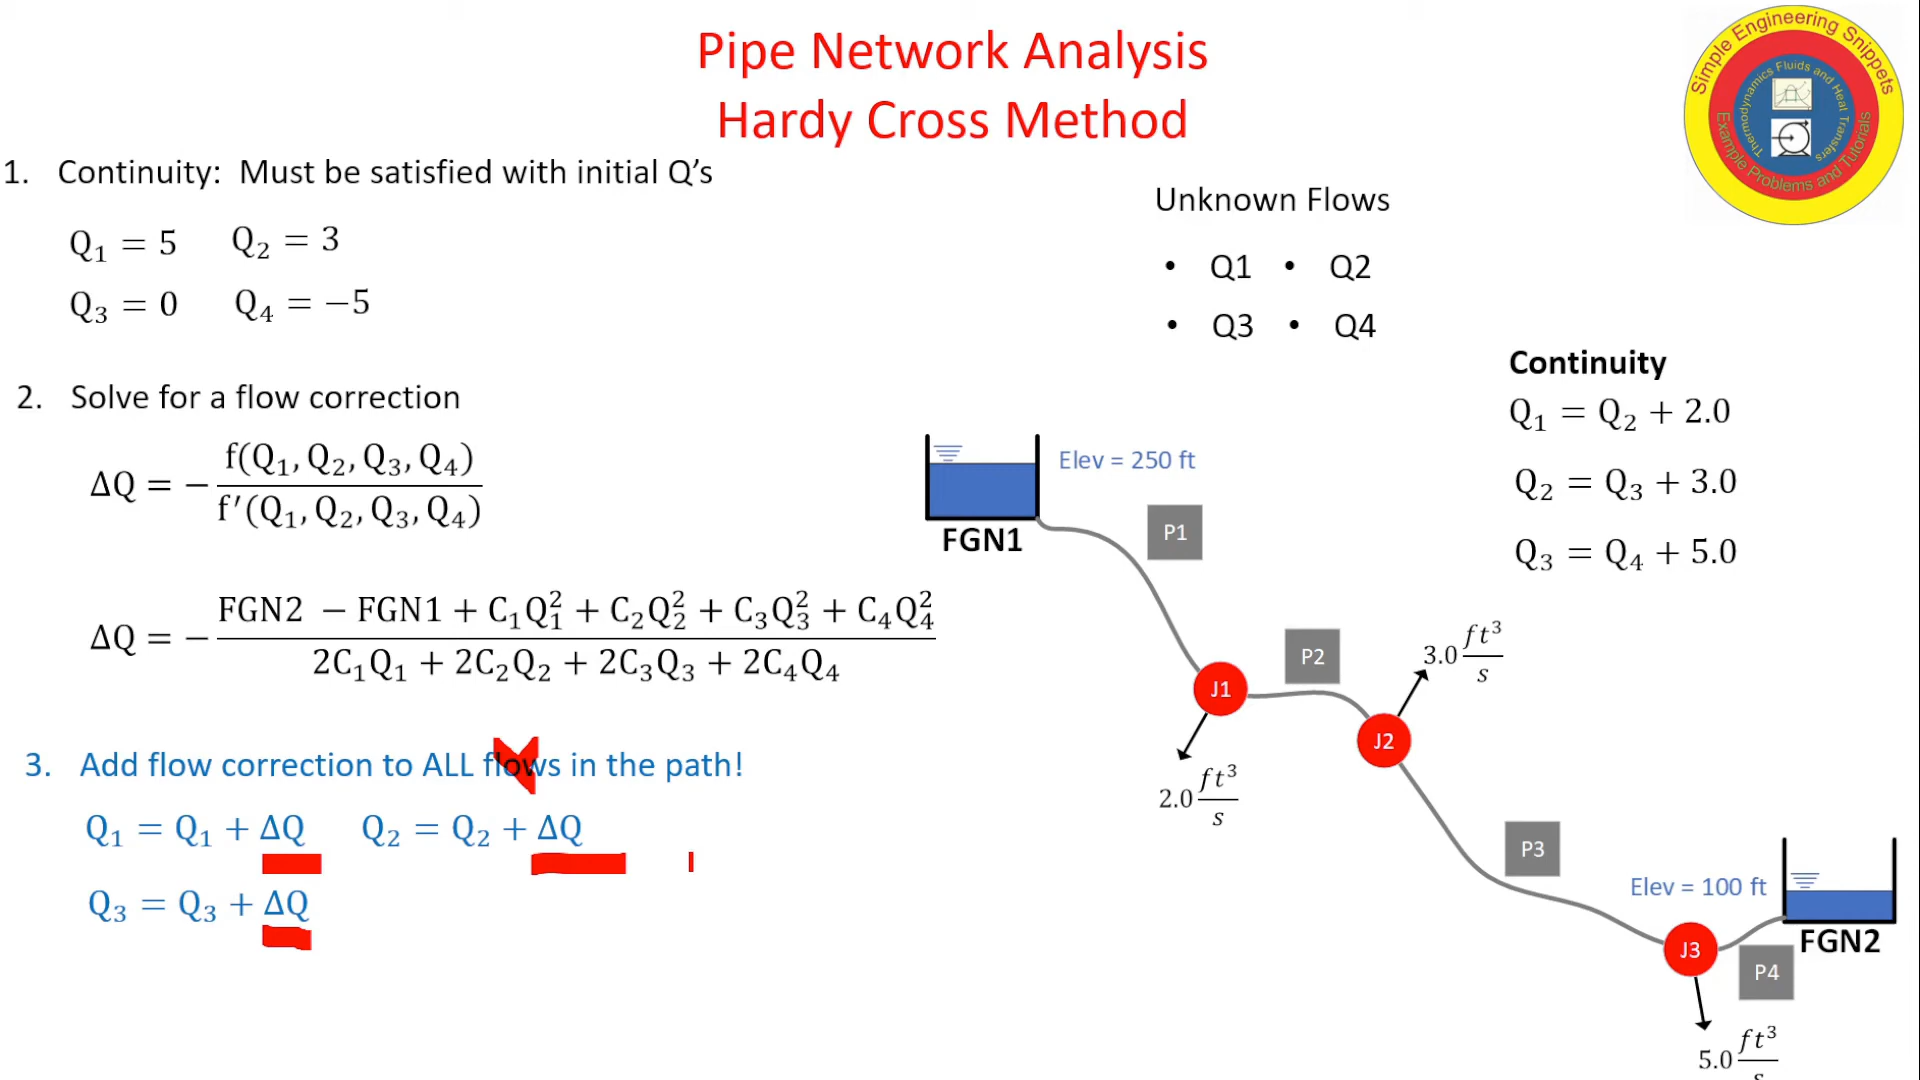 Pipe Network Analysis
Hardy Cross Method
Simple Engineering Snippets
Thermodynamics Fluids and Heat Transfers
Example Problems and Tutorials
1. Continuity: Must be satisfied with initial Q’s
Q₁ = 5 Q₂ = 3
Q₃ = 0 Q₄ = −5
2. Solve for a flow correction
ΔQ = − f(Q₁, Q₂, Q₃, Q₄) / f′(Q₁, Q₂, Q₃, Q₄)
ΔQ = − FGN2 − FGN1 + C₁Q₁² + C₂Q₂² + C₃Q₃² + C₄Q₄² / 2C₁Q₁ + 2C₂Q₂ + 2C₃Q₃ + 2C₄Q₄
3. Add flow correction to ALL flows in the path!
Q₁ = Q₁ + ΔQ Q₂ = Q₂ + ΔQ
Q₃ = Q₃ + ΔQ
Unknown Flows
• Q1 • Q2
• Q3 • Q4
Continuity
Q₁ = Q₂ + 2.0
Q₂ = Q₃ + 3.0
Q₃ = Q₄ + 5.0
Elev = 250 ft
FGN1
P1
J1
2.0 ft³/s
P2
3.0 ft³/s
J2
P3
Elev = 100 ft
FGN2
J3
P4
5.0 ft³/s